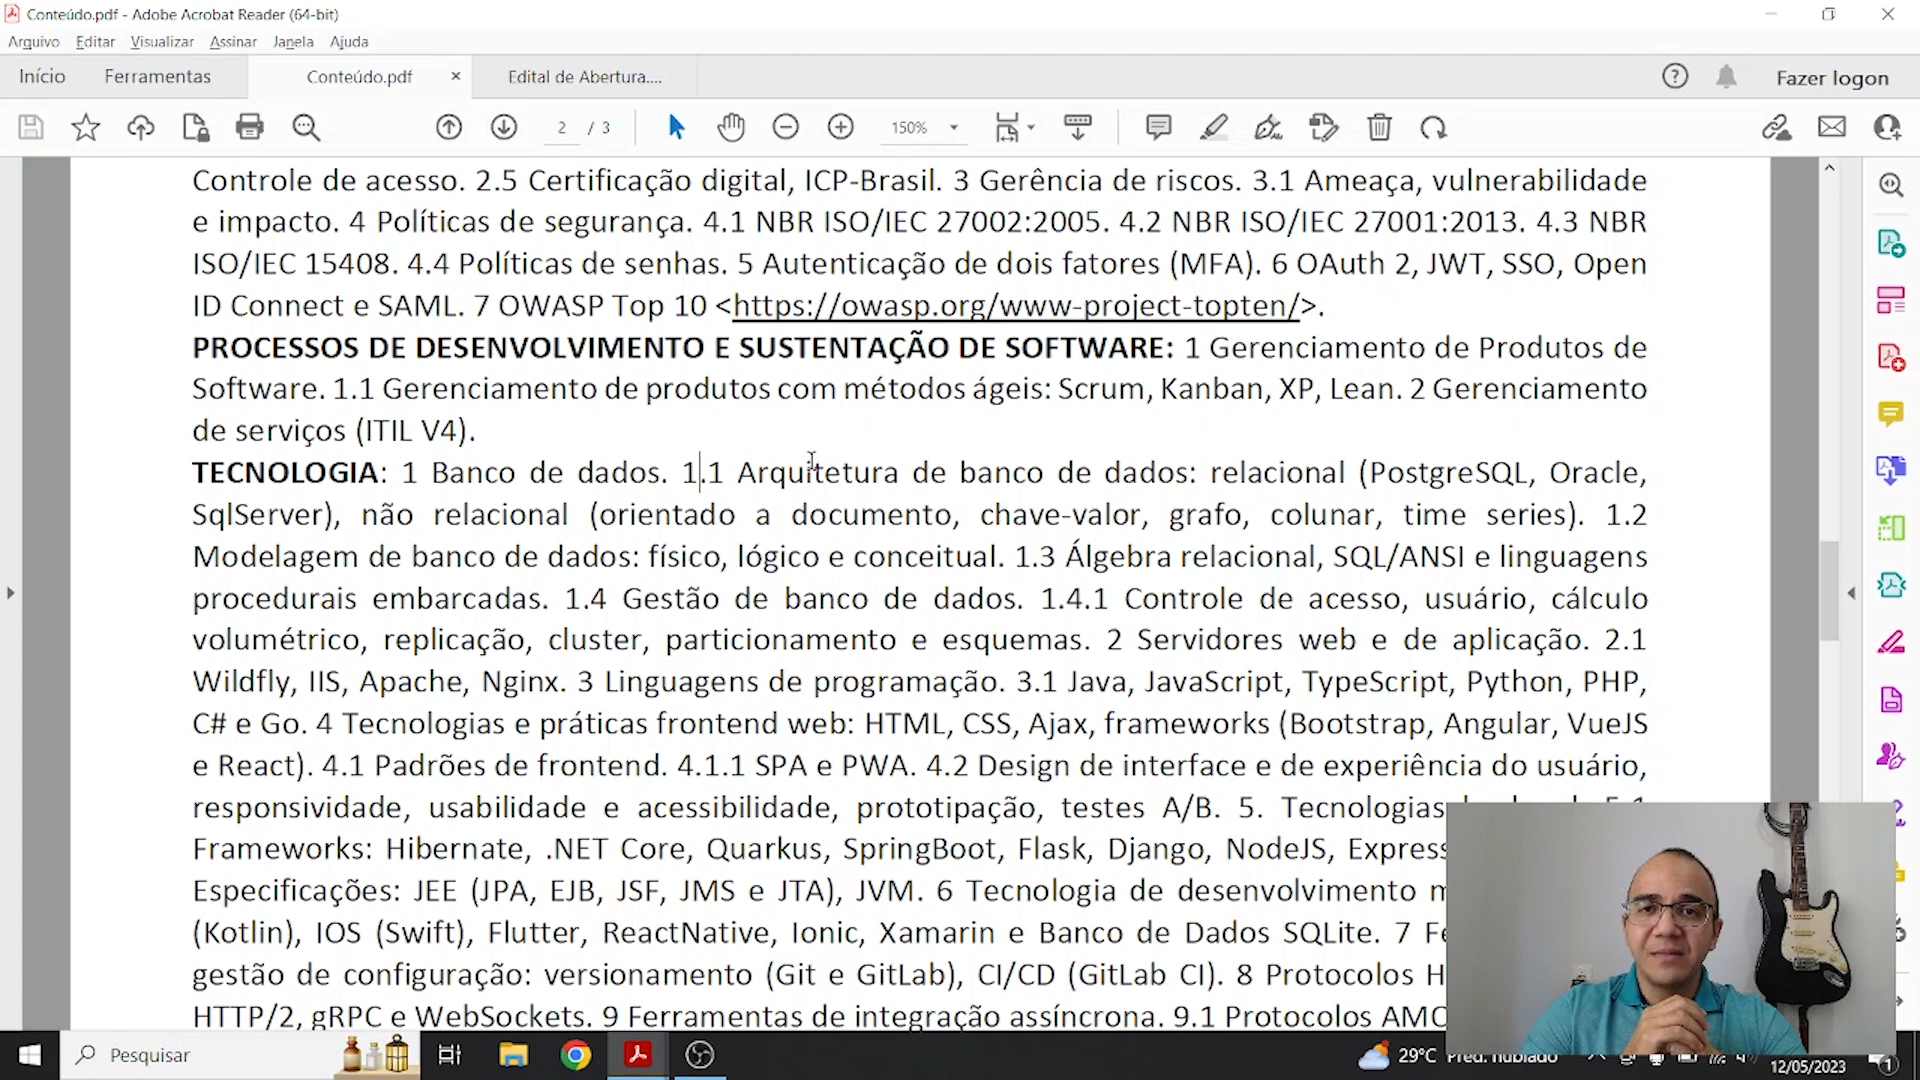 Conteúdo.pdf - Adobe Acrobat Reader (64-bit)
Arquivo Editar Visualizar Assinar Janela Ajuda
Início Ferramentas Conteúdo.pdf × Edital de Abertura.... Fazer logon
2 / 3 150%
Controle de acesso. 2.5 Certificação digital, ICP-Brasil. 3 Gerência de riscos. 3.1 Ameaça, vulnerabilidade
e impacto. 4 Políticas de segurança. 4.1 NBR ISO/IEC 27002:2005. 4.2 NBR ISO/IEC 27001:2013. 4.3 NBR
ISO/IEC 15408. 4.4 Políticas de senhas. 5 Autenticação de dois fatores (MFA). 6 OAuth 2, JWT, SSO, Open
ID Connect e SAML. 7 OWASP Top 10 <https://owasp.org/www-project-topten/>.
PROCESSOS DE DESENVOLVIMENTO E SUSTENTAÇÃO DE SOFTWARE: 1 Gerenciamento de Produtos de
Software. 1.1 Gerenciamento de produtos com métodos ágeis: Scrum, Kanban, XP, Lean. 2 Gerenciamento
de serviços (ITIL V4).
TECNOLOGIA: 1 Banco de dados. 1.1 Arquitetura de banco de dados: relacional (PostgreSQL, Oracle,
SqlServer), não relacional (orientado a documento, chave-valor, grafo, colunar, time series). 1.2
Modelagem de banco de dados: físico, lógico e conceitual. 1.3 Álgebra relacional, SQL/ANSI e linguagens
procedurais embarcadas. 1.4 Gestão de banco de dados. 1.4.1 Controle de acesso, usuário, cálculo
volumétrico, replicação, cluster, particionamento e esquemas. 2 Servidores web e de aplicação. 2.1
Wildfly, IIS, Apache, Nginx. 3 Linguagens de programação. 3.1 Java, JavaScript, TypeScript, Python, PHP,
C# e Go. 4 Tecnologias e práticas frontend web: HTML, CSS, Ajax, frameworks (Bootstrap, Angular, VueJS
e React). 4.1 Padrões de frontend. 4.1.1 SPA e PWA. 4.2 Design de interface e de experiência do usuário,
responsividade, usabilidade e acessibilidade, prototipação, testes A/B. 5. Tecnologias
Frameworks: Hibernate, .NET Core, Quarkus, SpringBoot, Flask, Django, NodeJS, Express
Especificações: JEE (JPA, EJB, JSF, JMS e JTA), JVM. 6 Tecnologia de desenvolvimento
(Kotlin), IOS (Swift), Flutter, ReactNative, Ionic, Xamarin e Banco de Dados SQLite. 7
gestão de configuração: versionamento (Git e GitLab), CI/CD (GitLab CI). 8 Protocolos
HTTP/2, gRPC e WebSockets. 9 Ferramentas de integração assíncrona. 9.1 Protocolos
Pesquisar 29°C Pred. nublado
12/05/2023 1